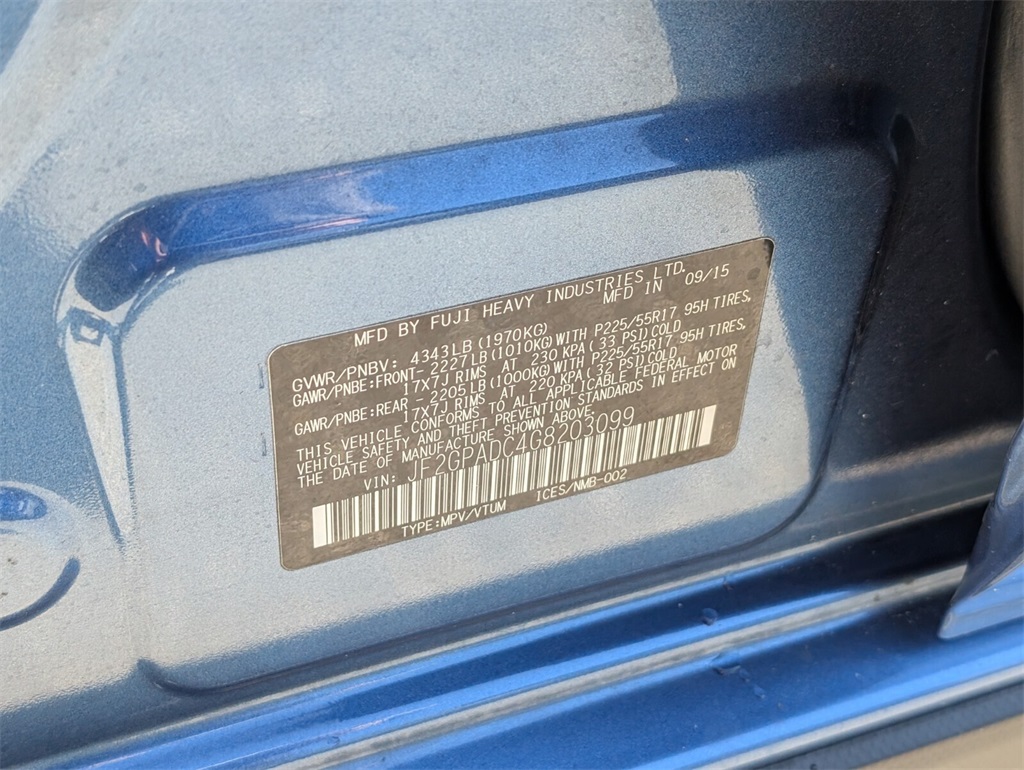 MFD BY FUJI HEAVY INDUSTRIES LTD.
MFD IN 09/15
GVWR/PNBV: 4343LB(1970KG)
GAWR/PNBE:FRONT- 2227LB(1010KG)WITH P225/55R17 95H TIRES,
17X7J RIMS AT 230 KPA(33 PSI)COLD
GAWR/PNBE:REAR - 2205LB(1000KG)WITH P225/55R17 95H TIRES,
17X7J RIMS AT 220 KPA(32 PSI)COLD
THIS VEHICLE CONFORMS TO ALL APPLICABLE FEDERAL MOTOR
VEHICLE SAFETY AND THEFT PREVENTION STANDARDS IN EFFECT ON
THE DATE OF MANUFACTURE SHOWN ABOVE.
VIN: JF2GPADC4G8203099
TYPE:MPV/VTUM ICES/NMB-002